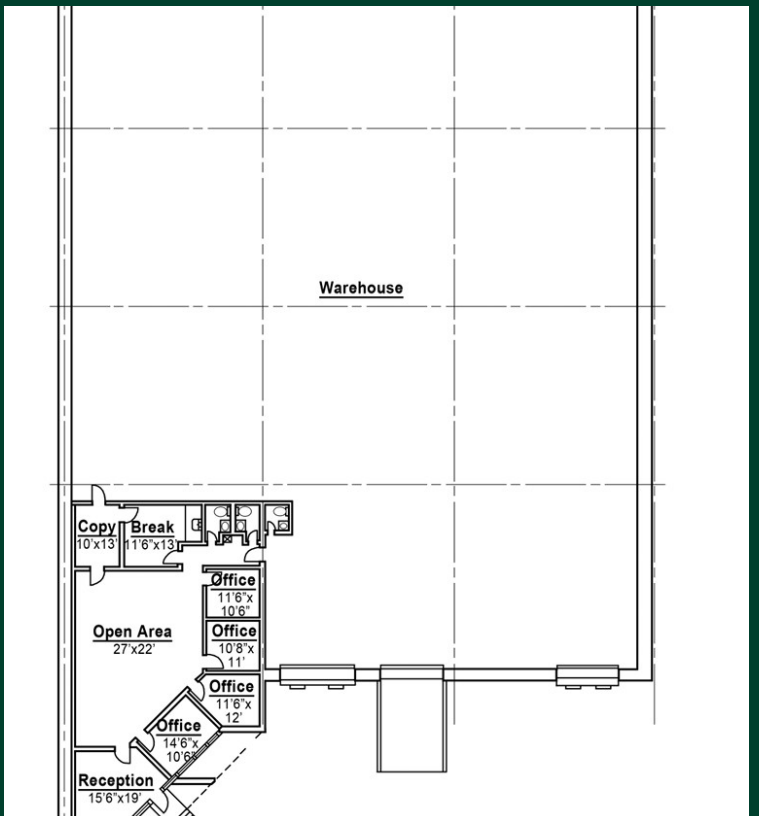 Warehouse
Copy
10'x13'
Break
11'6"x13'
Office
11'6"x
10'6"
Open Area
27'x22'
Office
10'8"x
11'
Office
11'6"x
12'
Office
14'6"x
10'6"
Reception
15'6"x19'